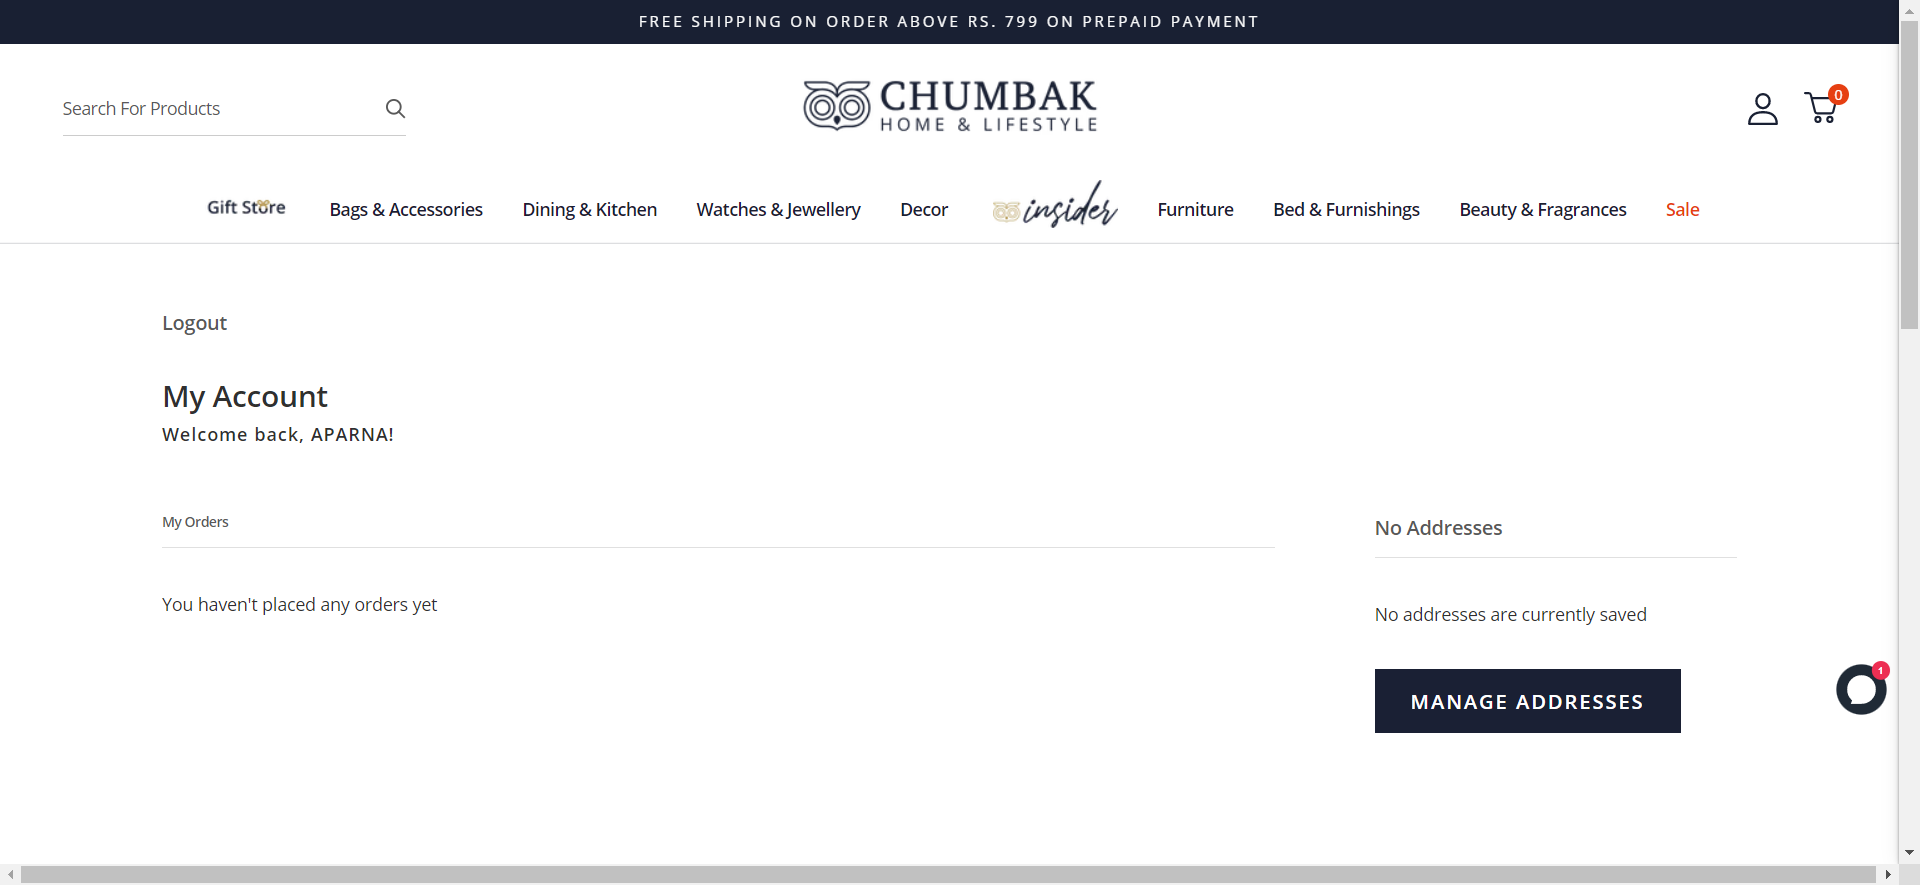 FREE SHIPPING ON ORDER ABOVE RS. 799 ON PREPAID PAYMENT
Search For Products
CHUMBAK
HOME & LIFESTYLE
0
Gift Store
Bags & Accessories
Dining & Kitchen
Watches & Jewellery
Decor
insider
Furniture
Bed & Furnishings
Beauty & Fragrances
Sale
Logout
My Account
Welcome back, APARNA!
My Orders
You haven't placed any orders yet
No Addresses
No addresses are currently saved
MANAGE ADDRESSES
1